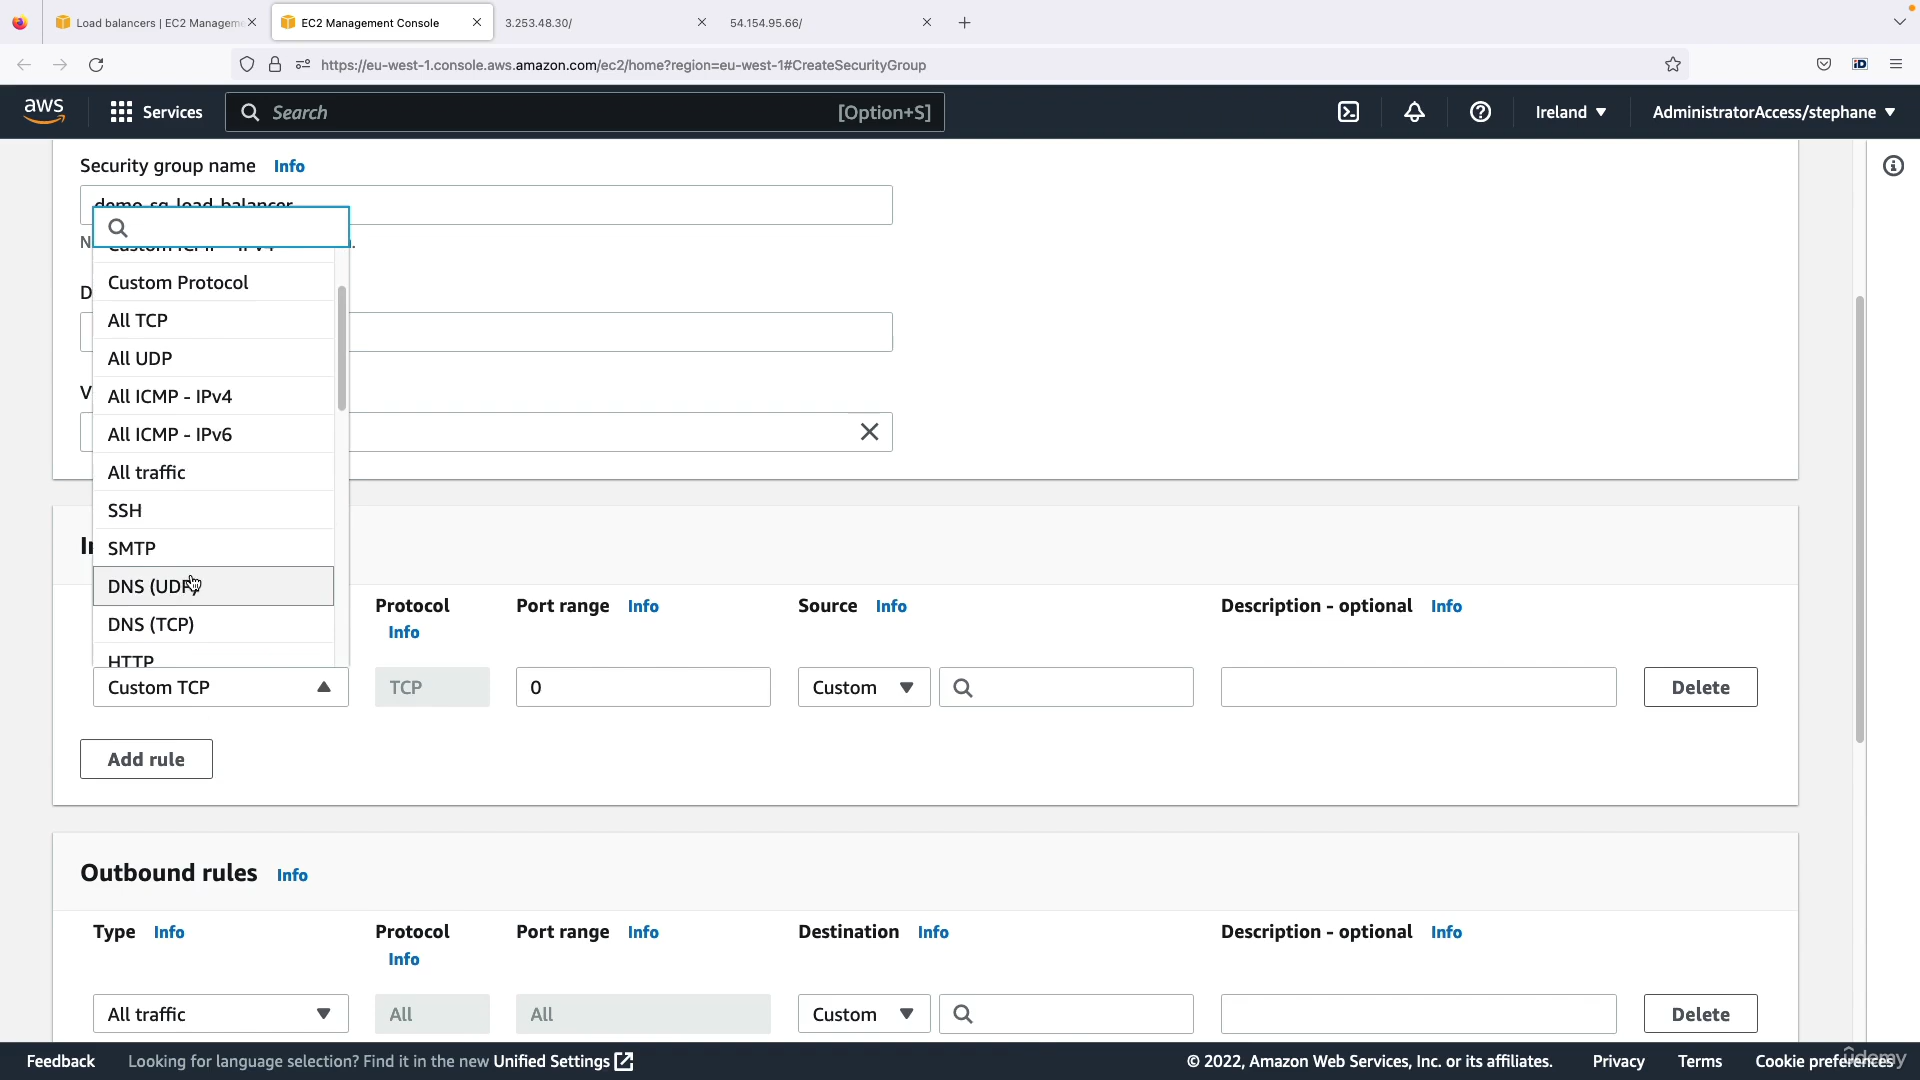 Load balancers | EC2 Managem
EC2 Management Console
3.253.48.30/
54.154.95.66/
https://eu-west-1.console.aws.amazon.com/ec2/home?region=eu-west-1#CreateSecurityGroup
aws
Services
Search
[Option+S]
Ireland
AdministratorAccess/stephane
Security group name Info
demo-sg-load-balancer
Custom ICMP - IPv4
Custom Protocol
All TCP
All UDP
All ICMP - IPv4
All ICMP - IPv6
All traffic
SSH
SMTP
DNS (UDP)
DNS (TCP)
HTTP
Protocol
Info
Port range Info
Source Info
Description - optional Info
Custom TCP
TCP
0
Custom
Delete
Add rule
Outbound rules Info
Type Info
Protocol
Info
Port range Info
Destination Info
Description - optional Info
All traffic
All
All
Custom
Delete
Feedback
Looking for language selection? Find it in the new Unified Settings
© 2022, Amazon Web Services, Inc. or its affiliates.
Privacy
Terms
Cookie preferences
udemy